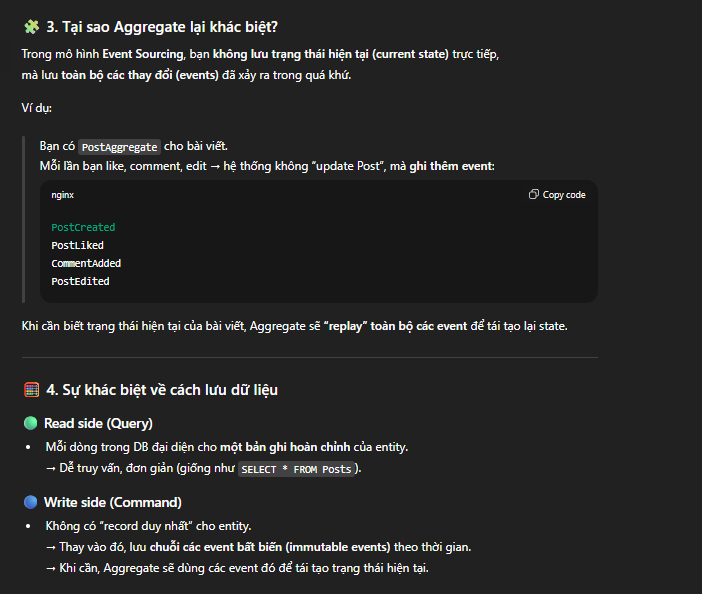 🧩 3. Tại sao Aggregate lại khác biệt?
Trong mô hình Event Sourcing, bạn không lưu trạng thái hiện tại (current state) trực tiếp,
mà lưu toàn bộ các thay đổi (events) đã xảy ra trong quá khứ.
Ví dụ:
Bạn có PostAggregate cho bài viết.
Mỗi lần bạn like, comment, edit → hệ thống không “update Post”, mà ghi thêm event:
nginx Copy code
PostCreated
PostLiked
CommentAdded
PostEdited
Khi cần biết trạng thái hiện tại của bài viết, Aggregate sẽ “replay” toàn bộ các event để tái tạo lại state.
🧮 4. Sự khác biệt về cách lưu dữ liệu
🟢 Read side (Query)
• Mỗi dòng trong DB đại diện cho một bản ghi hoàn chỉnh của entity.
→ Dễ truy vấn, đơn giản (giống như SELECT * FROM Posts).
🔵 Write side (Command)
• Không có “record duy nhất” cho entity.
→ Thay vào đó, lưu chuỗi các event bất biến (immutable events) theo thời gian.
→ Khi cần, Aggregate sẽ dùng các event đó để tái tạo trạng thái hiện tại.